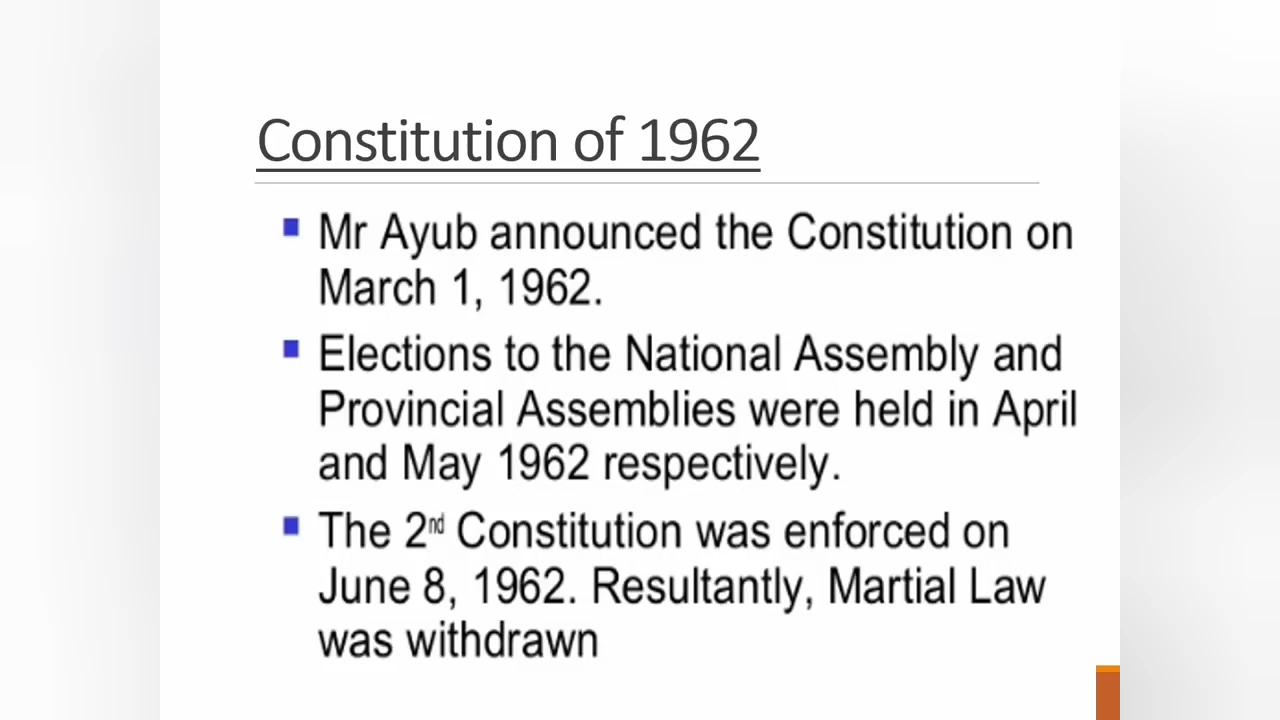 Constitution of 1962
Mr Ayub announced the Constitution on
March 1, 1962.
Elections to the National Assembly and
Provincial Assemblies were held in April
and May 1962 respectively.
The 2nd Constitution was enforced on
June 8, 1962. Resultantly, Martial Law
was withdrawn